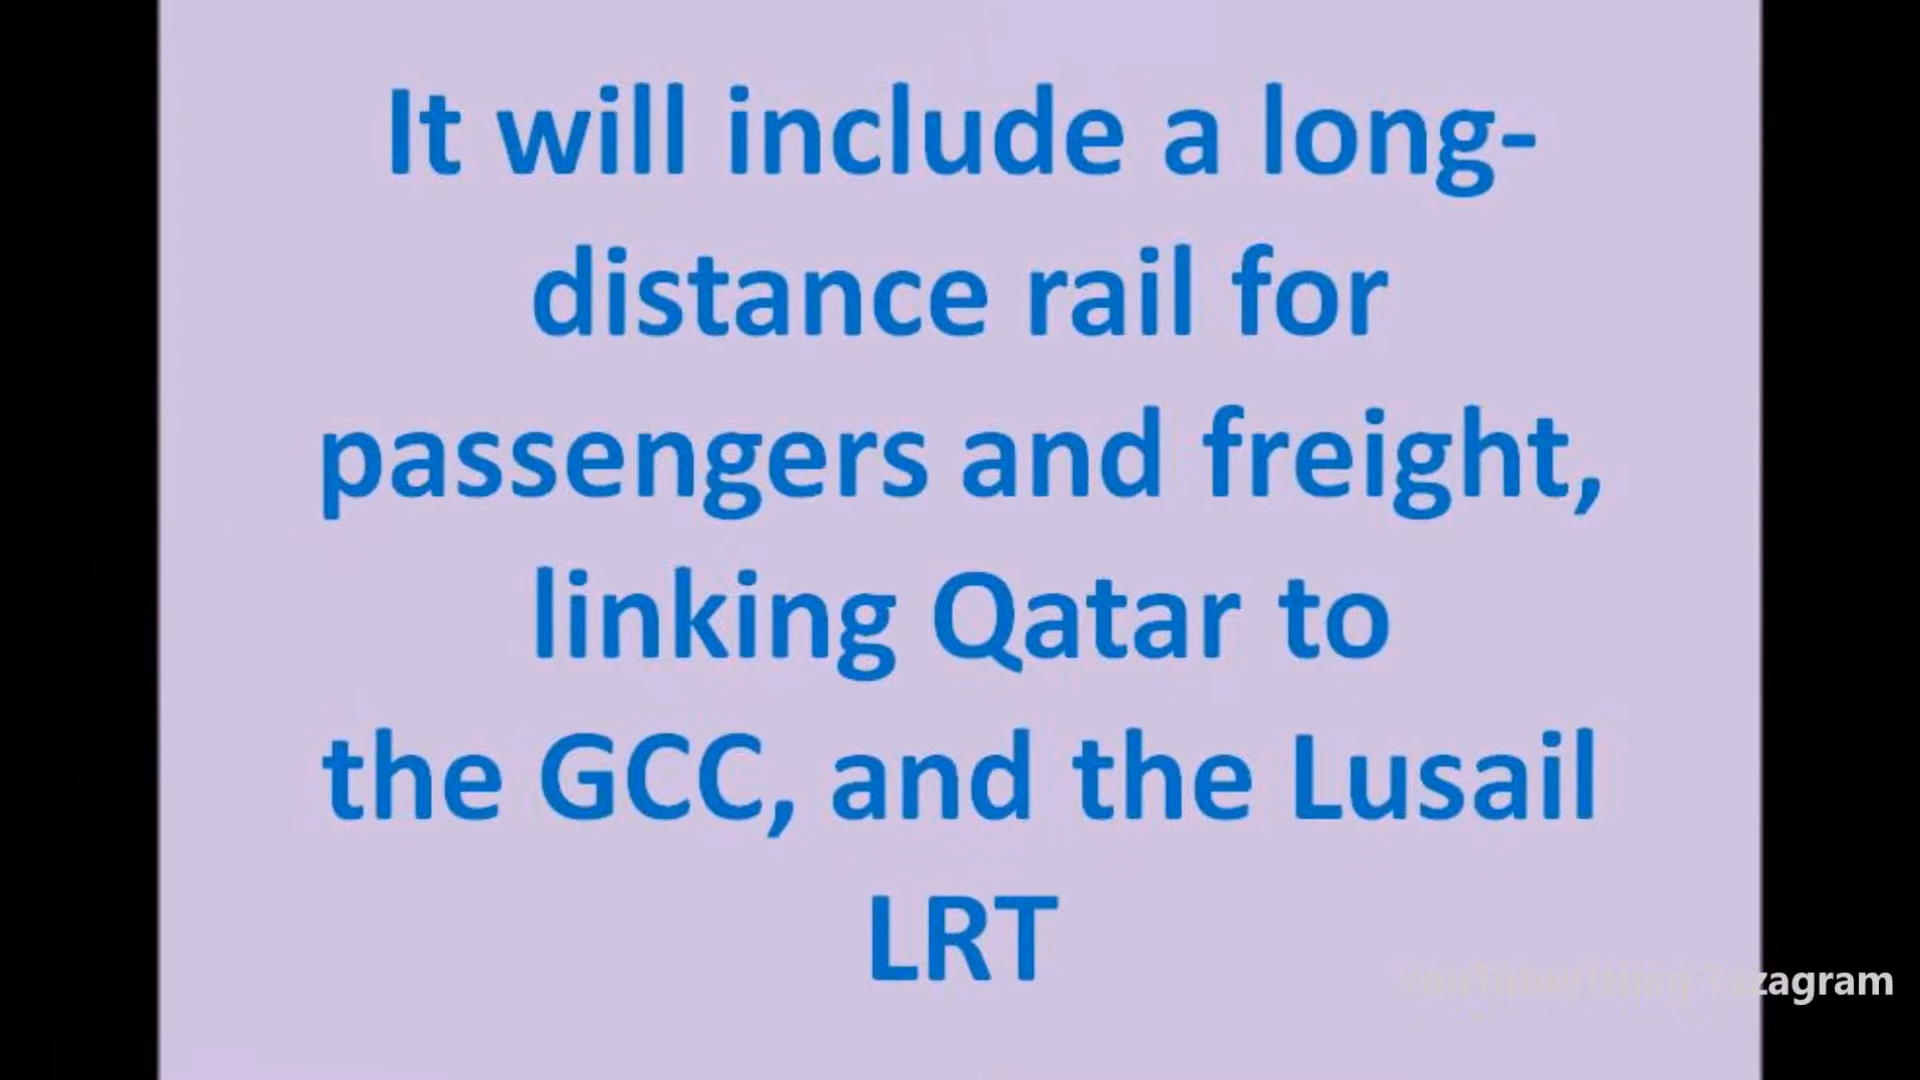 It will include a long-
distance rail for
passengers and freight,
linking Qatar to
the GCC, and the Lusail
LRT